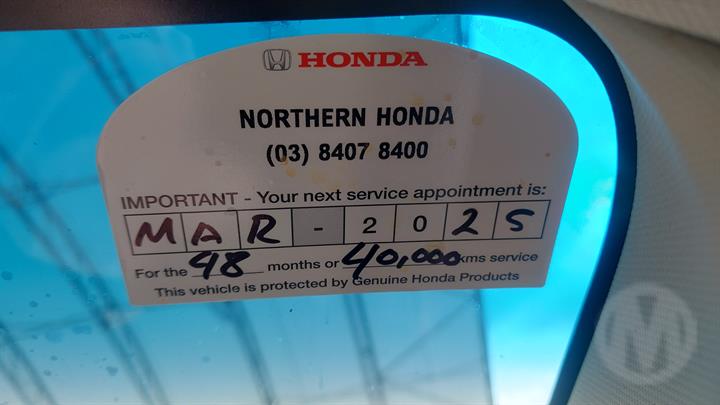 HONDA
NORTHERN HONDA
(03) 8407 8400
IMPORTANT - Your next service appointment is:
MAR - 2025
For the 48 months or 40,000 kms service
This vehicle is protected by Genuine Honda Products
M